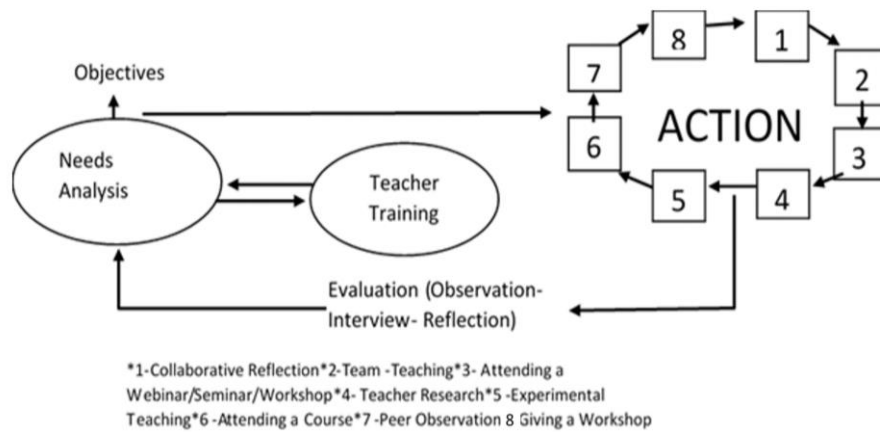 Objectives
Needs
Analysis
Teacher
Training
8
1
7
2
ACTION
6
3
5
4
Evaluation (Observation-
Interview- Reflection)
*1-Collaborative Reflection*2-Team -Teaching*3- Attending a
Webinar/Seminar/Workshop*4- Teacher Research*5 -Experimental
Teaching*6 -Attending a Course*7 -Peer Observation 8 Giving a Workshop